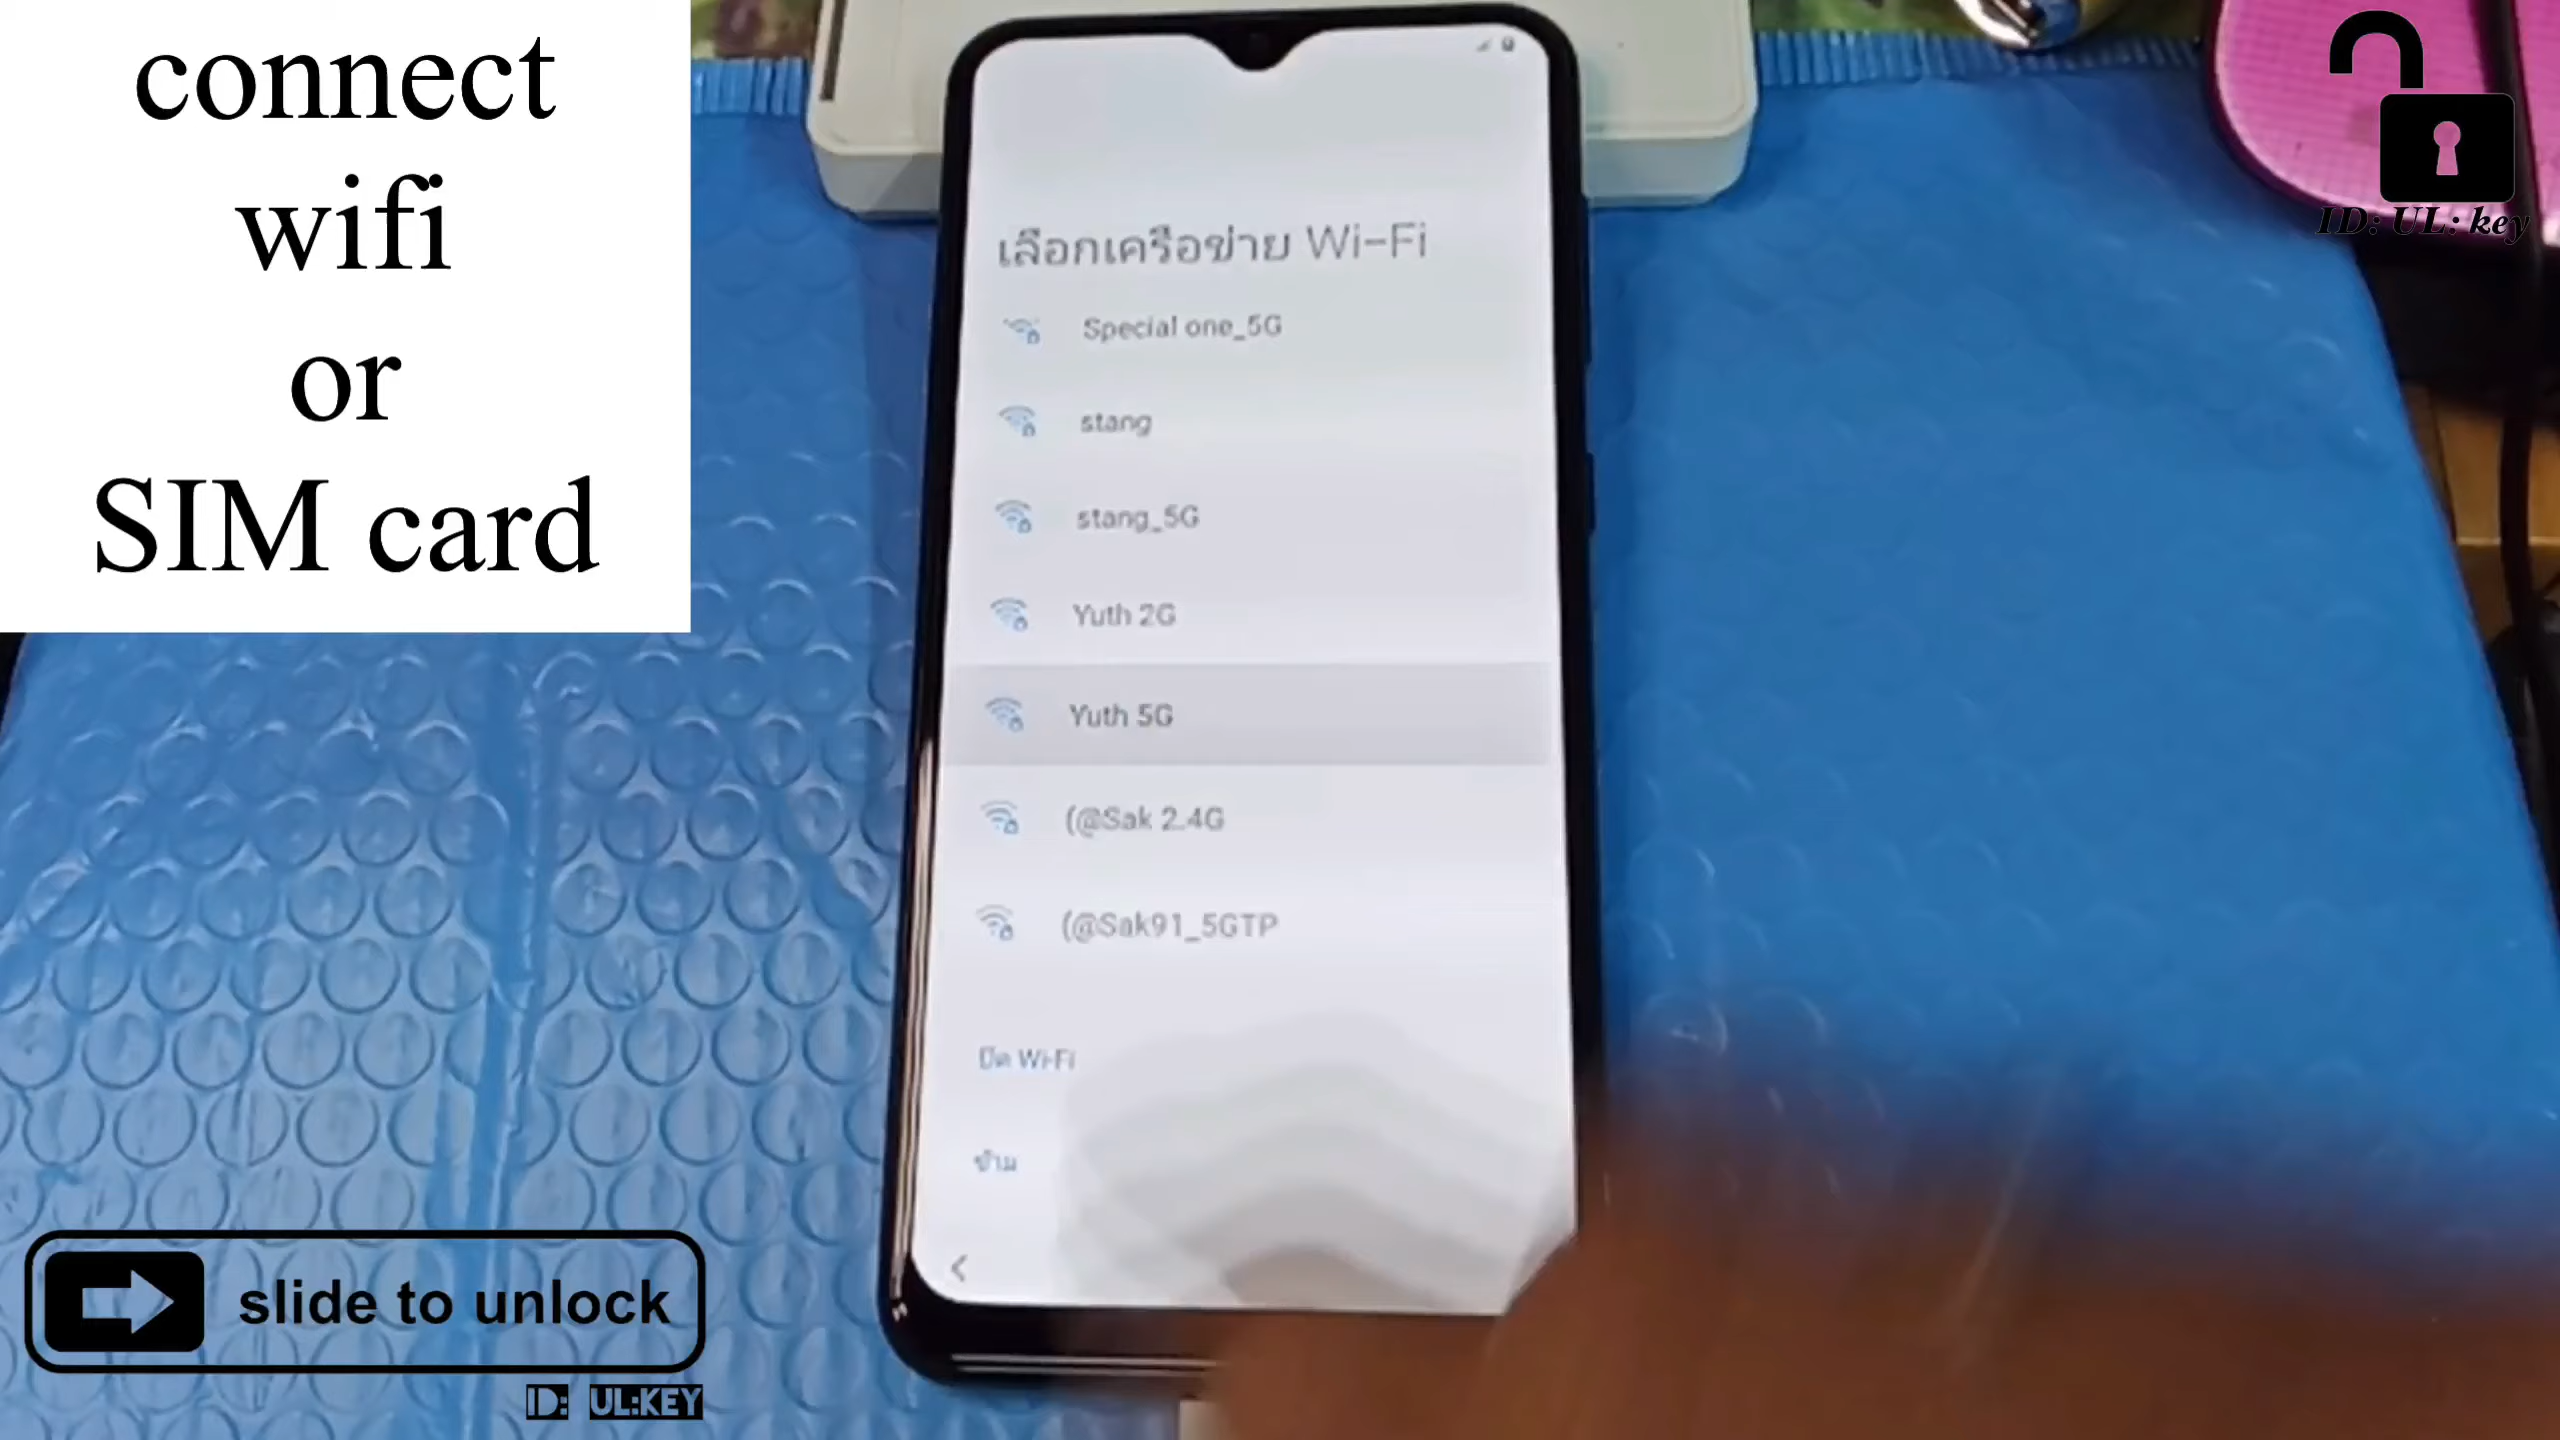 connect
wifi
or
SIM card
ID: UL: key
เลือกเครือข่าย Wi-Fi
Special one_5G
stang
stang_5G
Yuth 2G
Yuth 5G
(@Sak 2.4G
(@Sak91_5GTP
ปิด Wi-Fi
ข้าม
slide to unlock
ID: UL:KEY